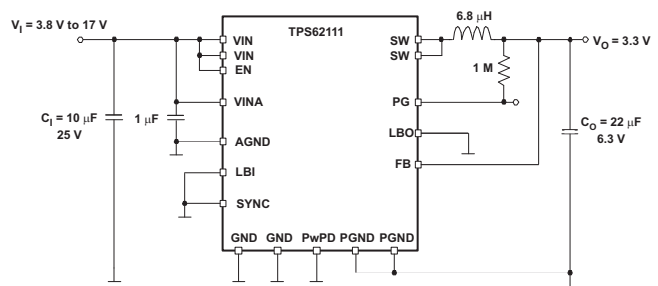 V_I = 3.8 V to 17 V
TPS62111
6.8 μH
VIN
VIN
EN
VINA
AGND
LBI
SYNC
SW
SW
PG
LBO
FB
V_O = 3.3 V
1 M
C_I = 10 μF
25 V
1 μF
C_O = 22 μF
6.3 V
GND GND PwPD PGND PGND